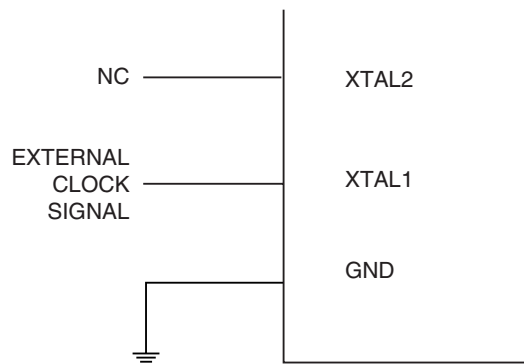 NC
XTAL2
EXTERNAL
CLOCK
SIGNAL
XTAL1
GND